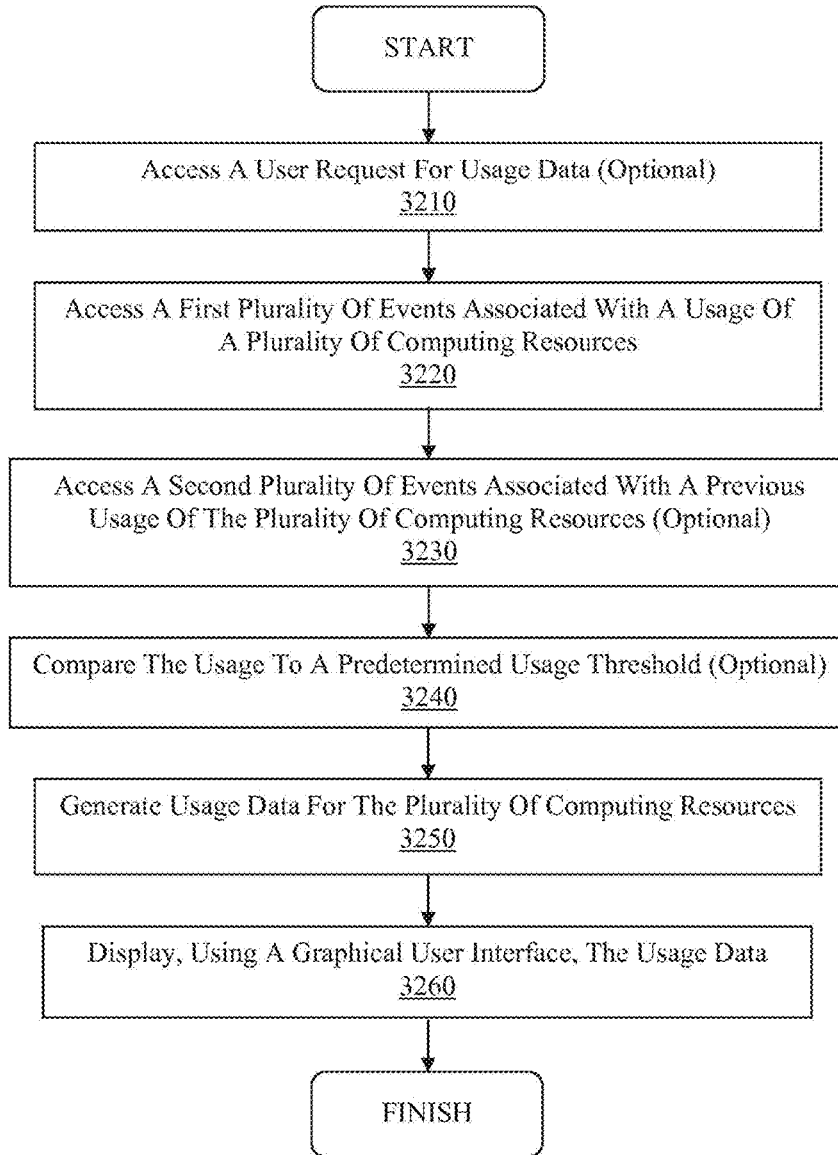 START
Access A User Request For Usage Data (Optional)
3210
Access A First Plurality Of Events Associated With A Usage Of
A Plurality Of Computing Resources
3220
Access A Second Plurality Of Events Associated With A Previous
Usage Of The Plurality Of Computing Resources (Optional)
3230
Compare The Usage To A Predetermined Usage Threshold (Optional)
3240
Generate Usage Data For The Plurality Of Computing Resources
3250
Display, Using A Graphical User Interface, The Usage Data
3260
FINISH